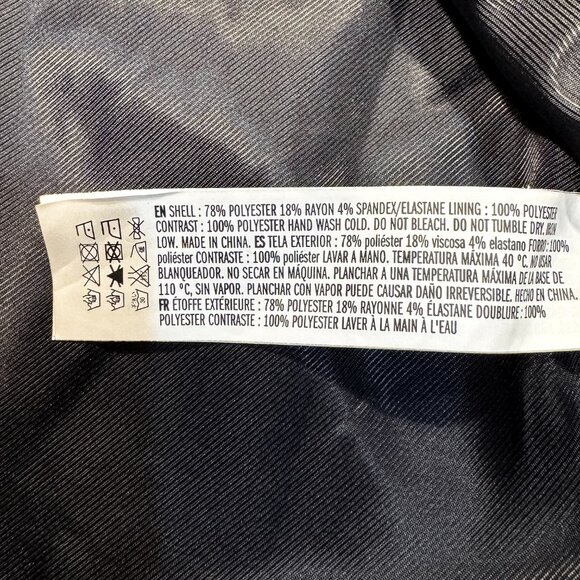 EN SHELL : 78% POLYESTER 18% RAYON 4% SPANDEX/ELASTANE LINING : 100% POLYESTER
CONTRAST : 100% POLYESTER HAND WASH COLD. DO NOT BLEACH. DO NOT TUMBLE DRY. IRON
LOW. MADE IN CHINA. ES TELA EXTERIOR : 78% poliéster 18% viscosa 4% elastano FORRO: 100%
poliéster CONTRASTE : 100% poliéster LAVAR A MANO. TEMPERATURA MÁXIMA 40 ºC. NO USAR
BLANQUEADOR. NO SECAR EN MÁQUINA. PLANCHAR A UNA TEMPERATURA MÁXIMA DE LA BASE DE
110 ºC, SIN VAPOR. PLANCHAR CON VAPOR PUEDE CAUSAR DAÑO IRREVERSIBLE. HECHO EN CHINA.
FR ÉTOFFE EXTÉRIEURE : 78% POLYESTER 18% RAYONNE 4% ÉLASTANE DOUBLURE :100%
POLYESTER CONTRASTE : 100% POLYESTER LAVER À LA MAIN À L'EAU